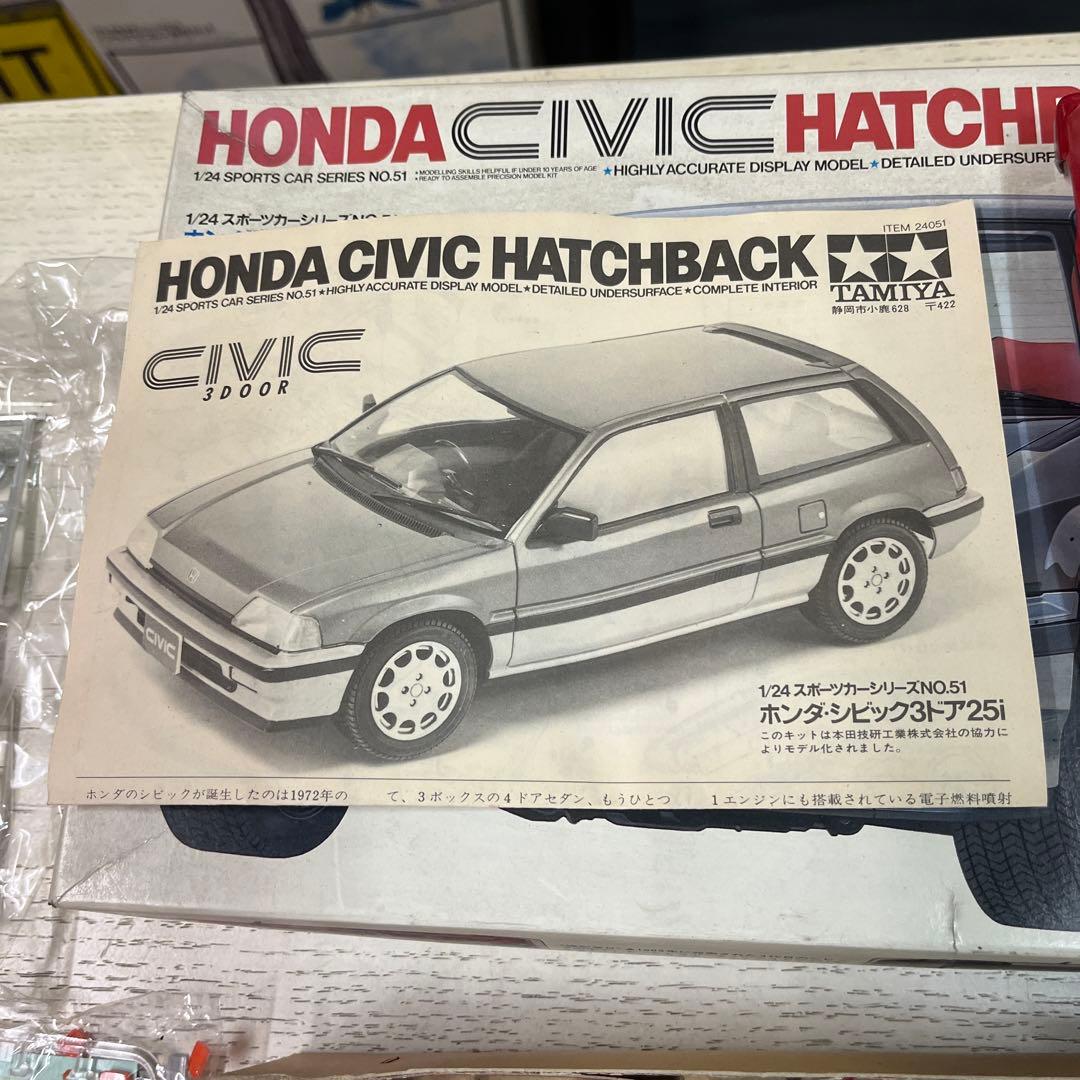 HONDA CIVIC HATCHB
1/24 SPORTS CAR SERIES NO.51 ★MODELLING SKILLS HELPFUL IF UNDER 10 YEARS OF AGE ★HIGHLY ACCURATE DISPLAY MODEL★DETAILED UNDERSURF
★READY TO ASSEMBLE PRECISION MODEL KIT
1/24 スポーツカーシリーズNO.5
ITEM 24051
HONDA CIVIC HATCHBACK
1/24 SPORTS CAR SERIES NO.51★HIGHLY ACCURATE DISPLAY MODEL★DETAILED UNDERSURFACE★COMPLETE INTERIOR
TAMIYA
静岡市小鹿628 〒422
CIVIC
3DOOR
CIVIC
1/24 スポーツカーシリーズNO.51
ホンダ・シビック3ドア25i
このキットは本田技研工業株式会社の協力に
よりモデル化されました。
ホンダのシビックが誕生したのは1972年の
て、3ボックスの4ドアセダン、もうひとつ
1エンジンにも搭載されている電子燃料噴射